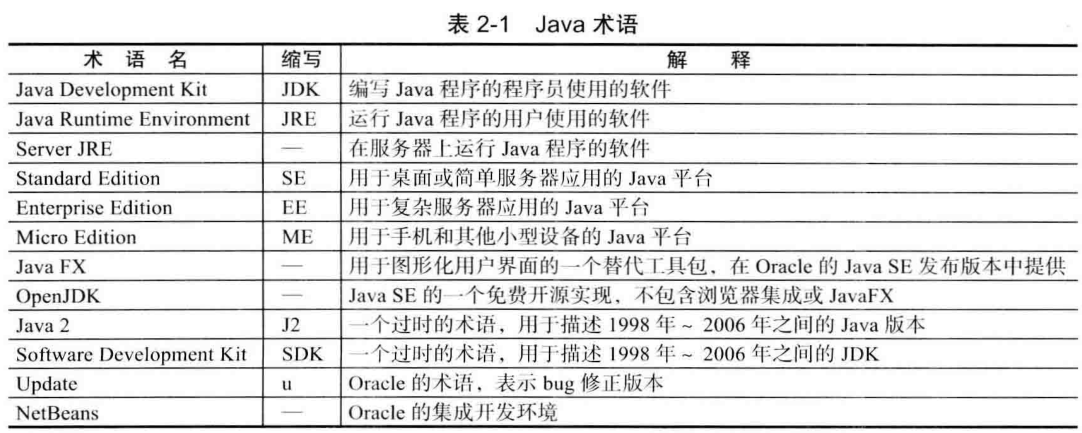 表 2-1 Java 术语
术 语 名 缩写 解 释
Java Development Kit JDK 编写 Java 程序的程序员使用的软件
Java Runtime Environment JRE 运行 Java 程序的用户使用的软件
Server JRE — 在服务器上运行 Java 程序的软件
Standard Edition SE 用于桌面或简单服务器应用的 Java 平台
Enterprise Edition EE 用于复杂服务器应用的 Java 平台
Micro Edition ME 用于手机和其他小型设备的 Java 平台
Java FX — 用于图形化用户界面的一个替代工具包，在 Oracle 的 Java SE 发布版本中提供
OpenJDK — Java SE 的一个免费开源实现，不包含浏览器集成或 JavaFX
Java 2 J2 一个过时的术语，用于描述 1998 年 ~ 2006 年之间的 Java 版本
Software Development Kit SDK 一个过时的术语，用于描述 1998 年 ~ 2006 年之间的 JDK
Update u Oracle 的术语，表示 bug 修正版本
NetBeans — Oracle 的集成开发环境